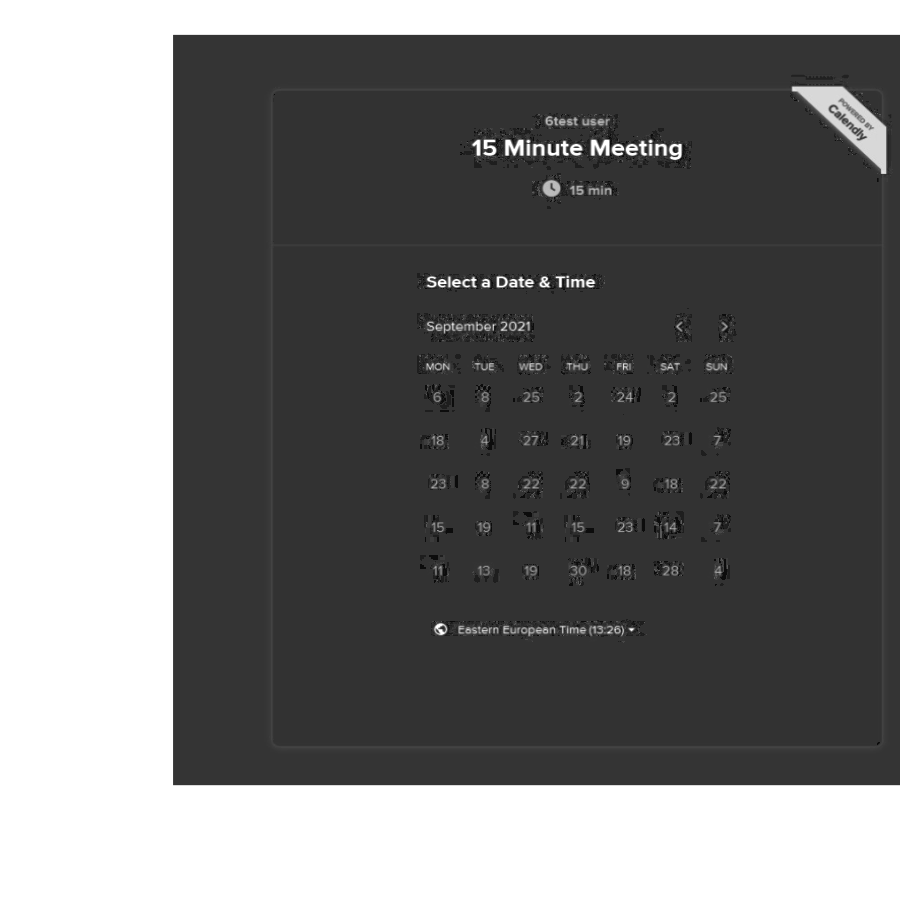 POWERED BY
Calendly
6test user
15 Minute Meeting
15 min
Select a Date & Time
September 2021
MON TUE WED THU FRI SAT SUN
6 8 25 2 24 2 25
18 4 27 21 19 23 7
23 8 22 22 9 18 22
15 19 11 15 23 14 7
11 13 19 30 18 28 4
Eastern European Time (13:26)